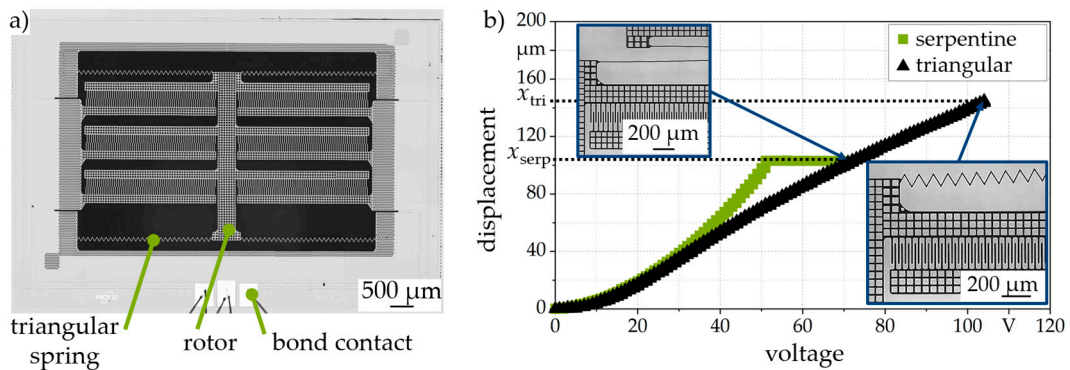 a)
500 µm
triangular
spring
rotor
bond contact
b)
200
µm
160
x_tri
120
x_serp
80
40
0
displacement
0
20
40
60
80
100
V
120
voltage
serpentine
triangular
200 µm
200 µm